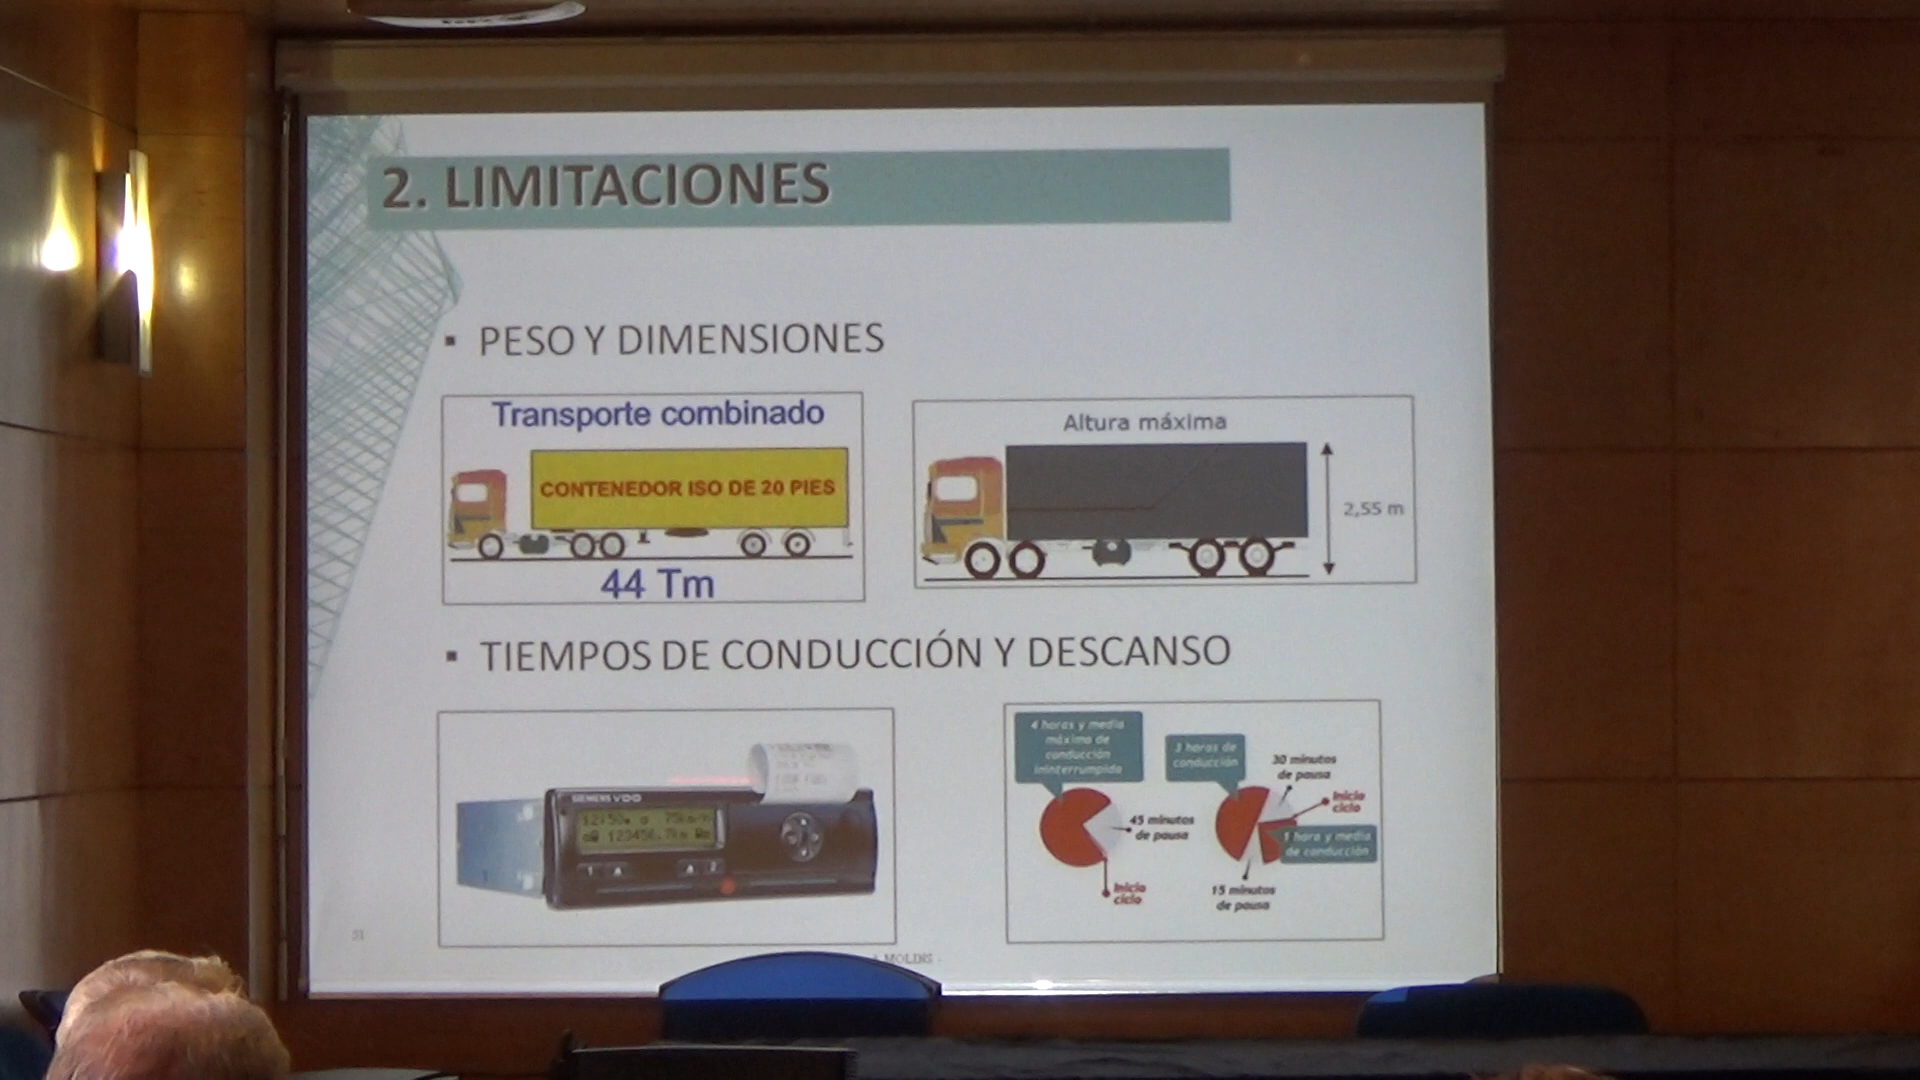 2. LIMITACIONES
▪ PESO Y DIMENSIONES
Transporte combinado
CONTENEDOR ISO DE 20 PIES
44 Tm
Altura máxima
2,55 m
▪ TIEMPOS DE CONDUCCIÓN Y DESCANSO
SIEMENS VDO
4 horas y media
máximo de
conducción
ininterrumpida
45 minutos
de pausa
Inicio
ciclo
3 horas de
conducción
30 minutos
de pausa
Inicio
ciclo
1 hora y media
de conducción
15 minutos
de pausa
51
MOLINS -